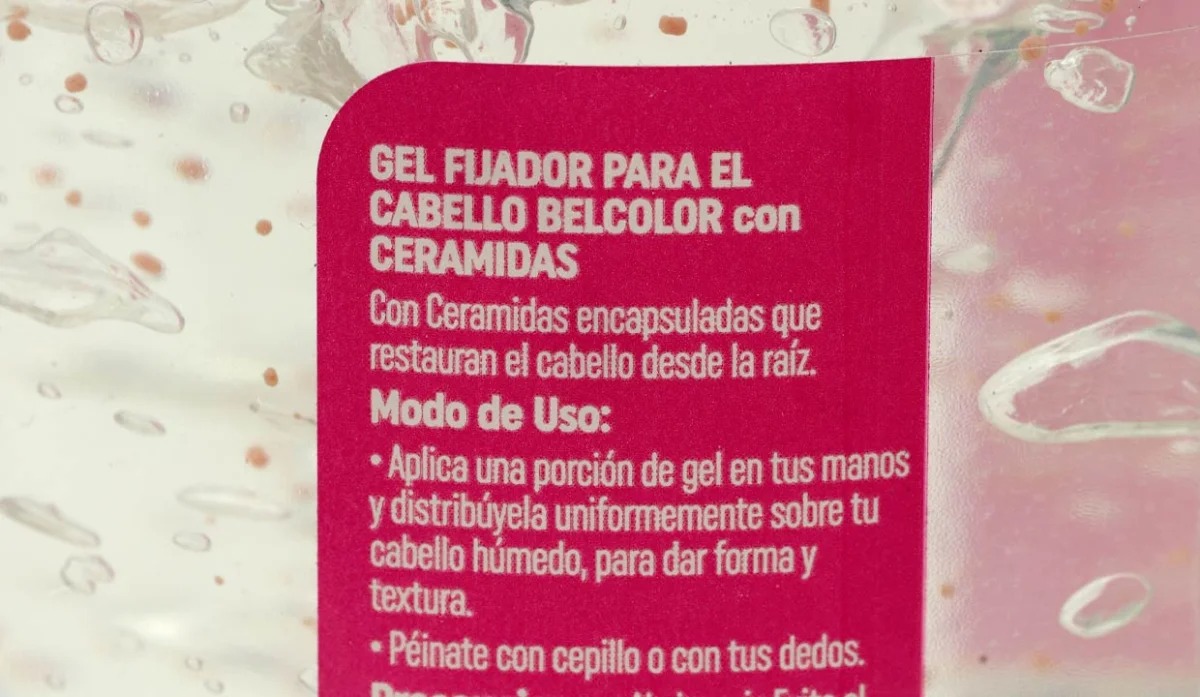 GEL FIJADOR PARA EL
CABELLO BELCOLOR con
CERAMIDAS
Con Ceramidas encapsuladas que
restauran el cabello desde la raíz.
Modo de Uso:
• Aplica una porción de gel en tus manos
y distribúyela uniformemente sobre tu
cabello húmedo, para dar forma y
textura.
• Péinate con cepillo o con tus dedos.